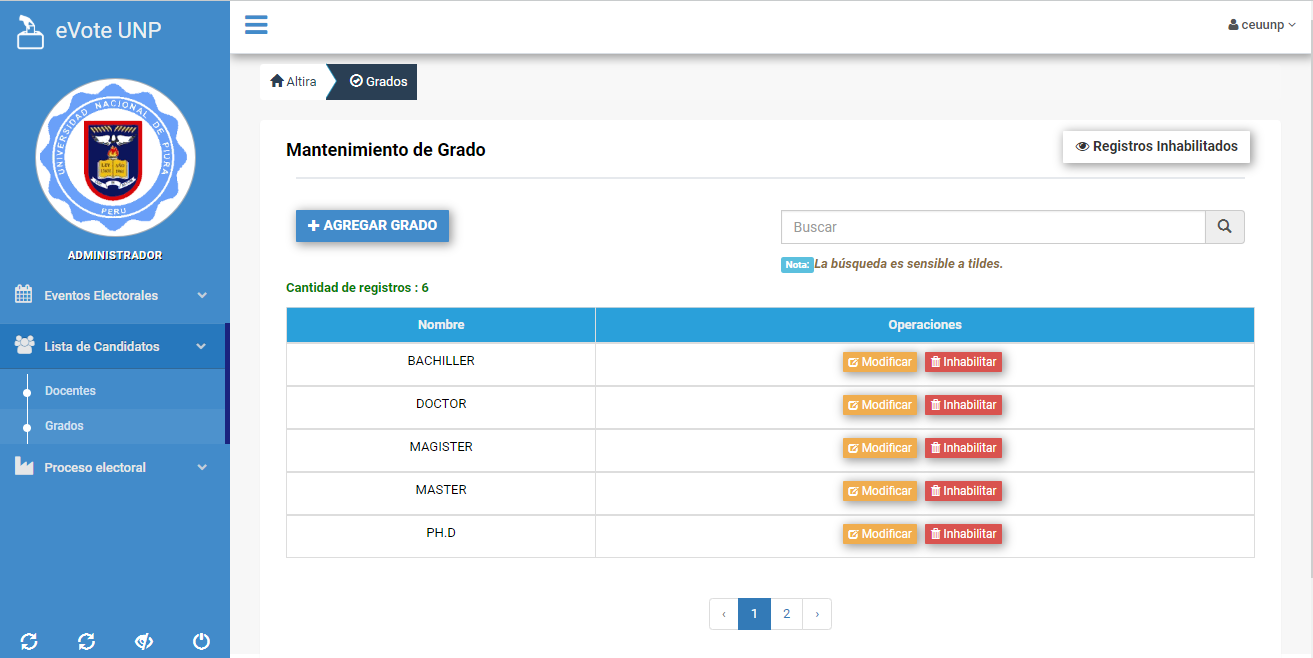 eVote UNP
ceuunp
Altira
Grados
UNIVERSIDAD NACIONAL DE PIURA
PERU
ADMINISTRADOR
Eventos Electorales
Lista de Candidatos
Docentes
Grados
Proceso electoral
Mantenimiento de Grado
Registros Inhabilitados
+ AGREGAR GRADO
Buscar
Nota: La búsqueda es sensible a tildes.
Cantidad de registros : 6
Nombre Operaciones
BACHILLER Modificar Inhabilitar
DOCTOR Modificar Inhabilitar
MAGISTER Modificar Inhabilitar
MASTER Modificar Inhabilitar
PH.D Modificar Inhabilitar
‹ 1 2 ›